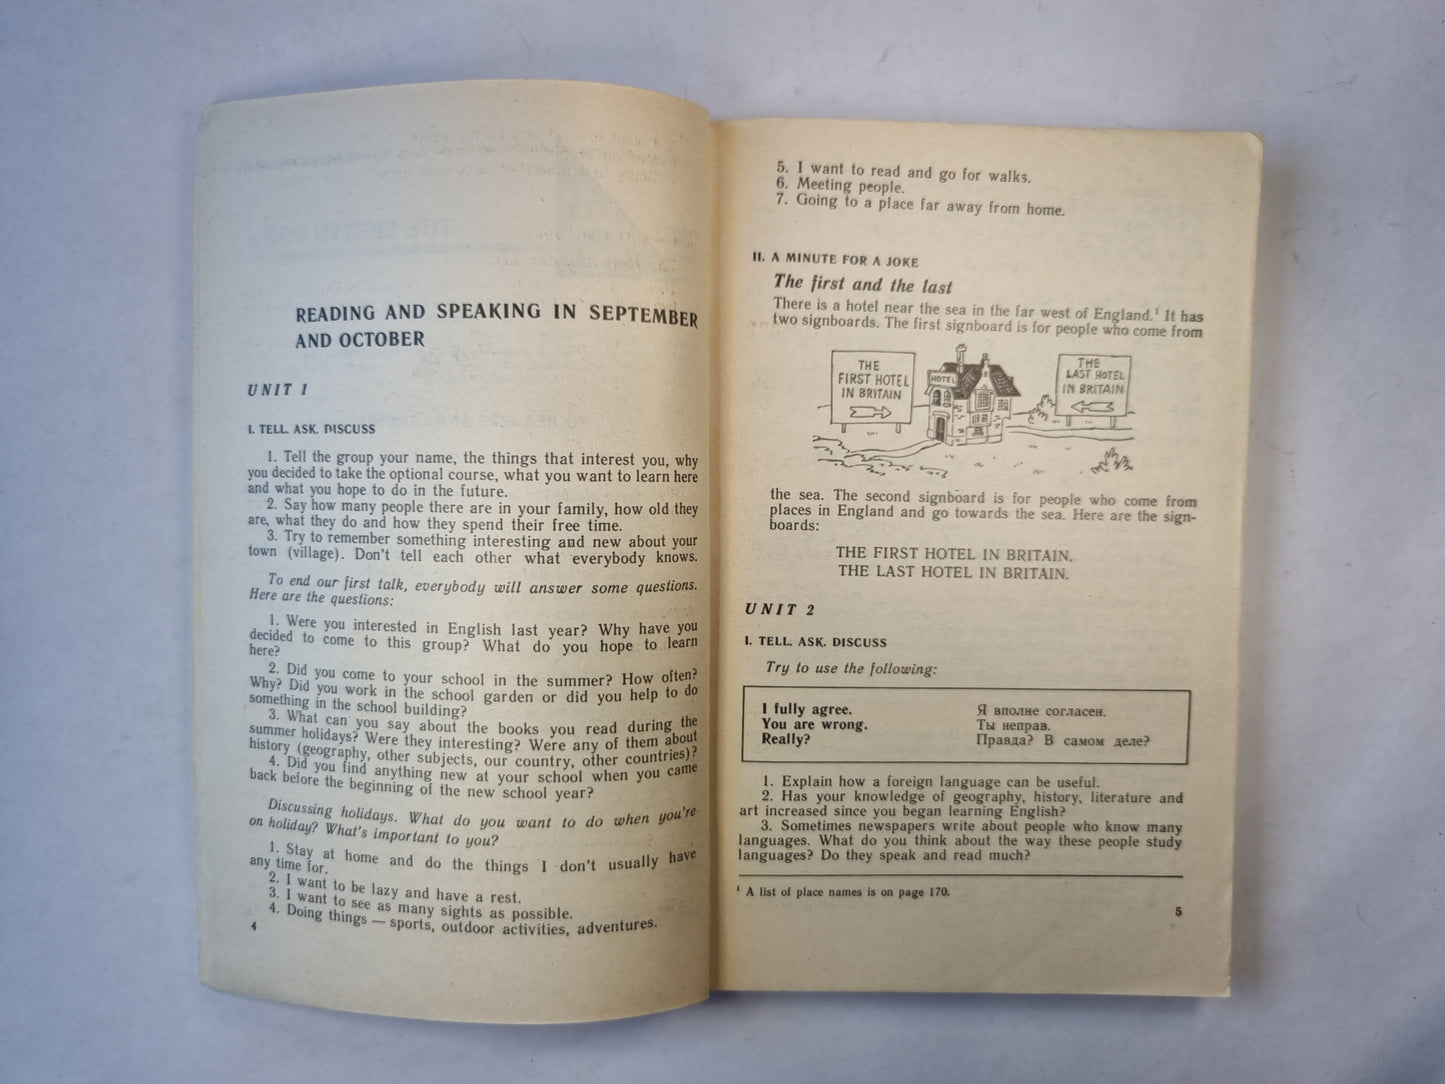 READING AND SPEAKING IN SEPTEMBER
AND OCTOBER
UNIT 1
I. TELL. ASK. DISCUSS
1. Tell the group your name, the things that interest you, why
you decided to take the optional course, what you want to learn here
and what you hope to do in the future.
2. Say how many people there are in your family, how old they
are, what they do and how they spend their free time.
3. Try to remember something interesting and new about your
town (village). Don't tell each other what everybody knows.
To end our first talk, everybody will answer some questions.
Here are the questions:
1. Were you interested in English last year? Why have you
decided to come to this group? What do you hope to learn
here?
2. Did you come to your school in the summer? How often?
Why? Did you work in the school garden or did you help to do
something in the school building?
3. What can you say about the books you read during the
summer holidays? Were they interesting? Were any of them about
history (geography, other subjects, our country, other countries)?
4. Did you find anything new at your school when you came
back before the beginning of the new school year?
Discussing holidays. What do you want to do when you're
on holiday? What's important to you?
1. Stay at home and do the things I don't usually have
any time for.
2. I want to be lazy and have a rest.
3. I want to see as many sights as possible.
4. Doing things — sports, outdoor activities, adventures.
4
5. I want to read and go for walks.
6. Meeting people.
7. Going to a place far away from home.
II. A MINUTE FOR A JOKE
The first and the last
There is a hotel near the sea in the far west of England.¹ It has
two signboards. The first signboard is for people who come from
THE
FIRST HOTEL
IN BRITAIN
HOTEL
THE
LAST HOTEL
IN BRITAIN
the sea. The second signboard is for people who come from
places in England and go towards the sea. Here are the sign-
boards:
THE FIRST HOTEL IN BRITAIN.
THE LAST HOTEL IN BRITAIN.
UNIT 2
I. TELL. ASK. DISCUSS
Try to use the following:
I fully agree. Я вполне согласен.
You are wrong. Ты неправ.
Really? Правда? В самом деле?
1. Explain how a foreign language can be useful.
2. Has your knowledge of geography, history, literature and
art increased since you began learning English?
3. Sometimes newspapers write about people who know many
languages. What do you think about the way these people study
languages? Do they speak and read much?
¹ A list of place names is on page 170.
5